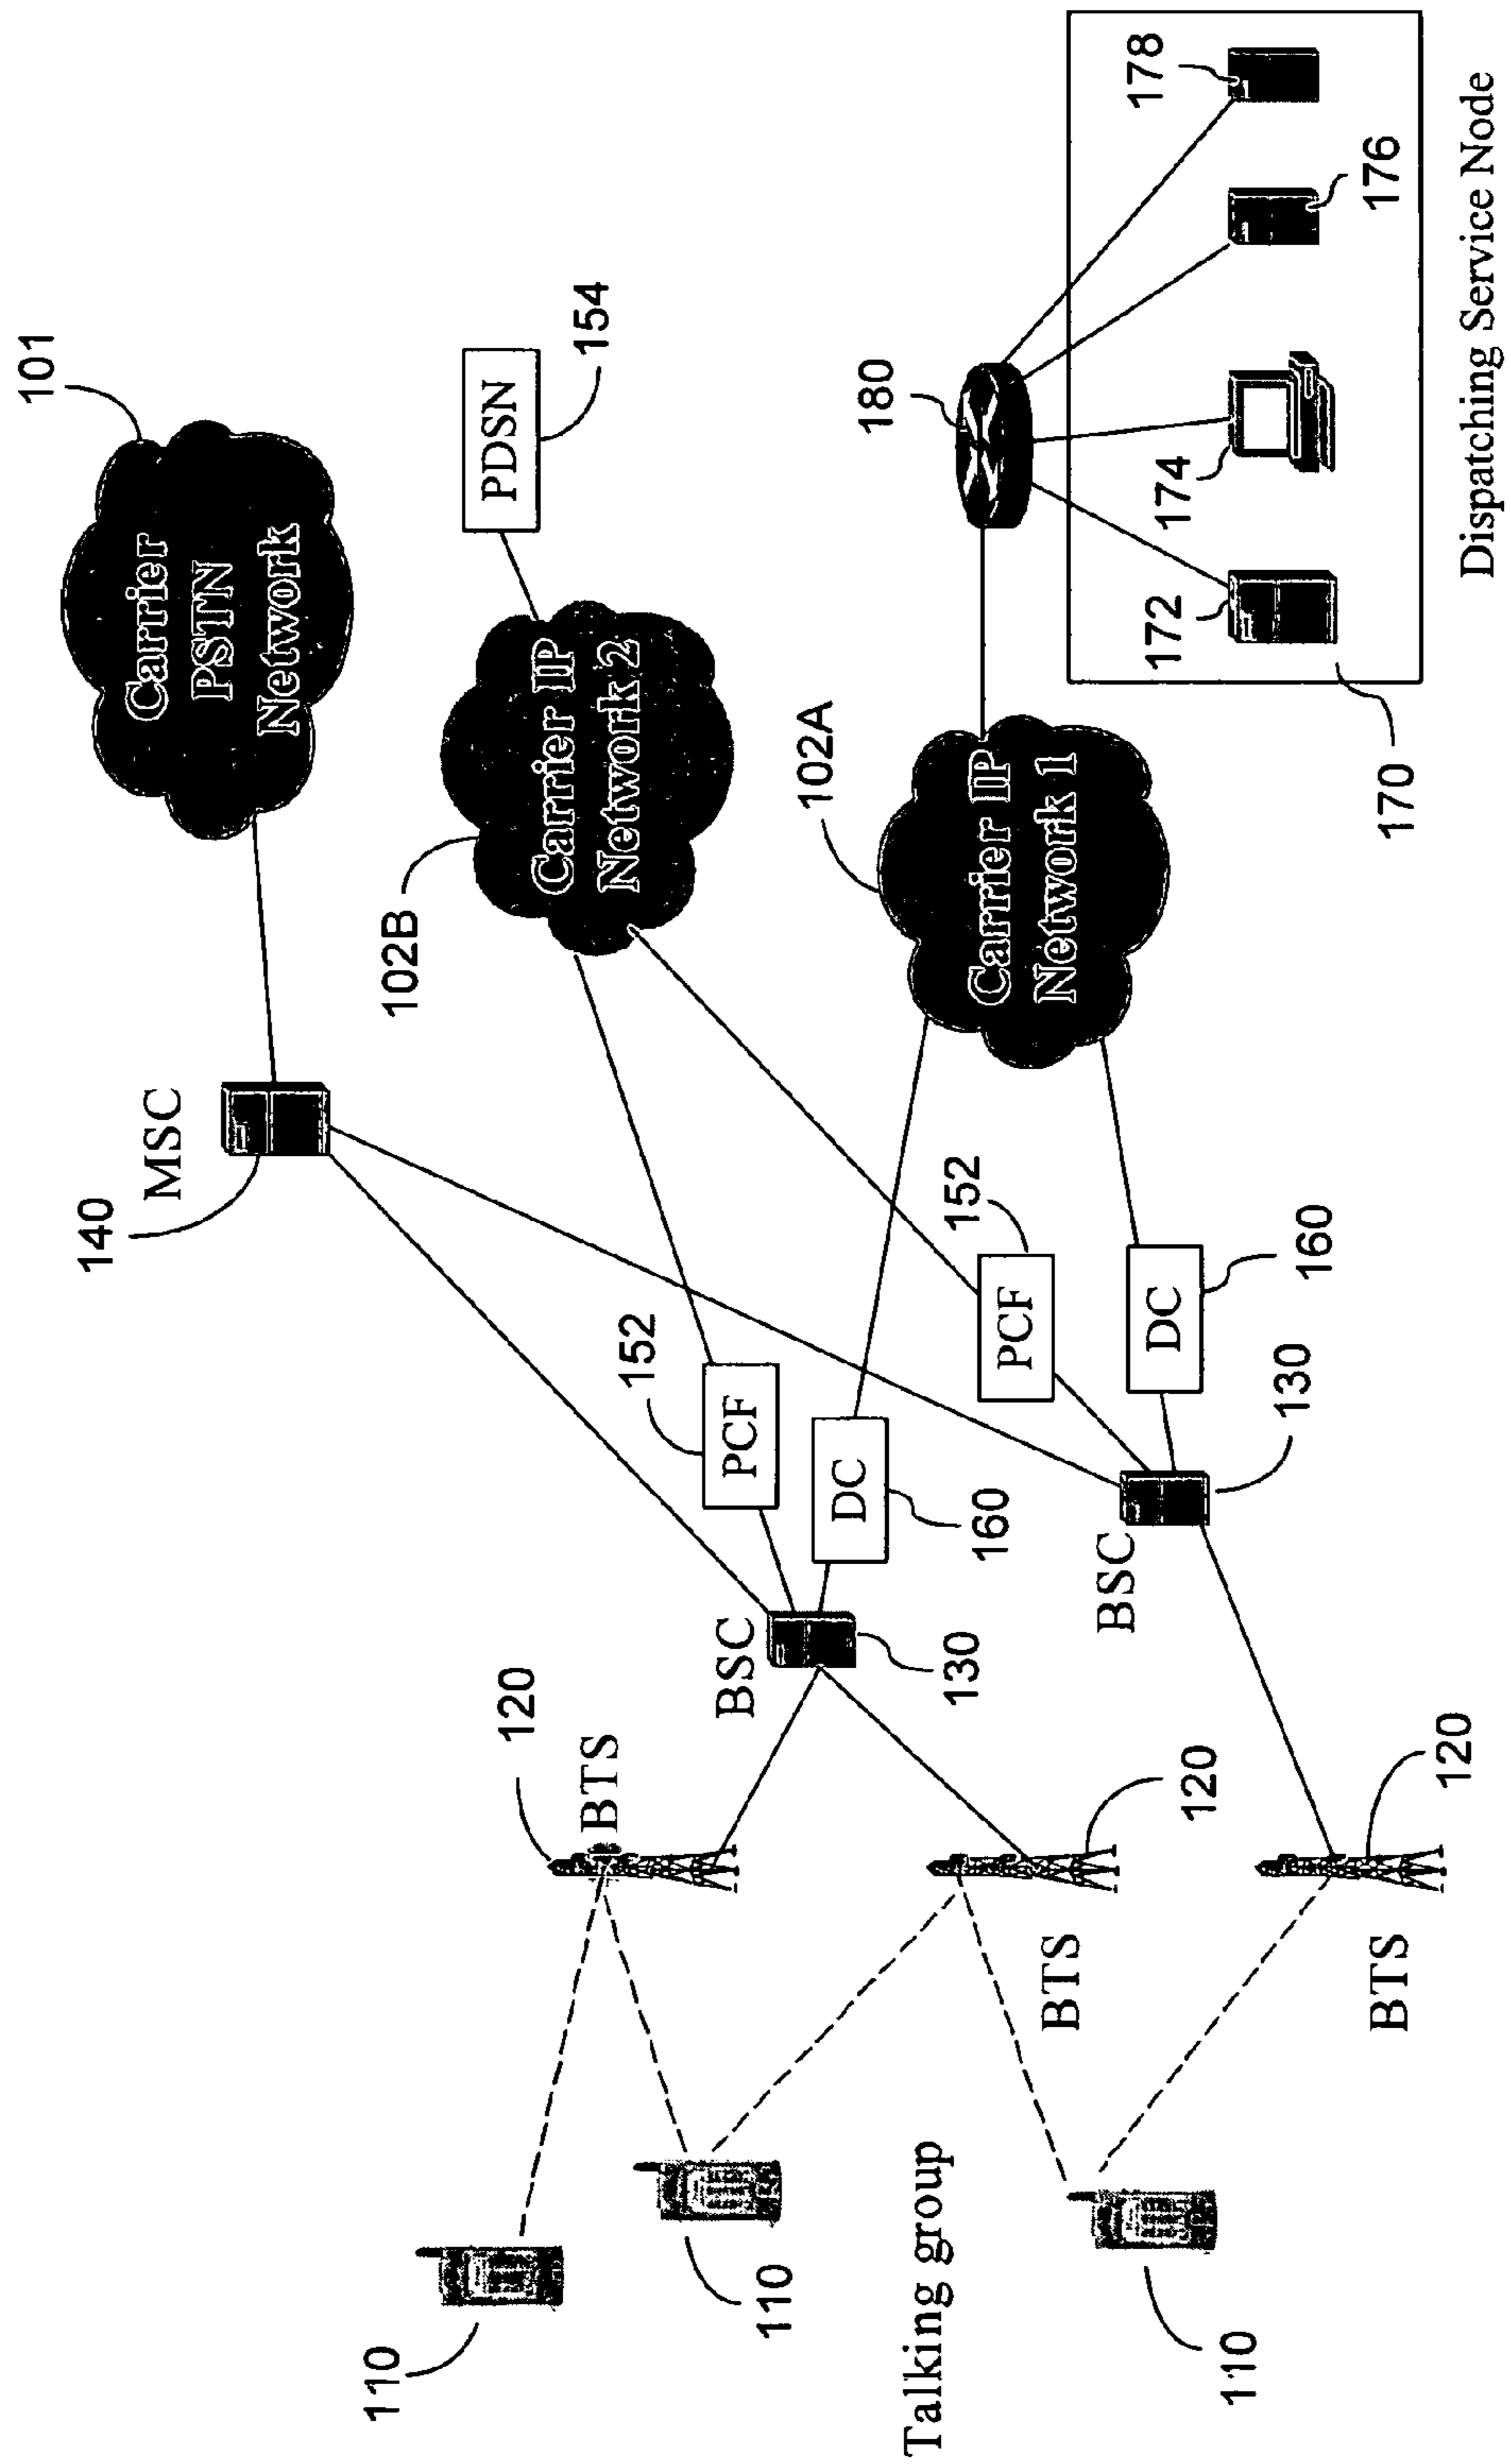 101
Carrier
PSTN
Network
MSC
140
PDSN
154
102B
Carrier IP
Network 2
120
BTS
BSC
130
152
PCF
DC
160
180
102A
Carrier IP
Network 1
110
110
Talking group
110
BTS
120
BTS
120
BSC
130
152
PCF
DC
160
172
174
176
178
170
Dispatching Service Node